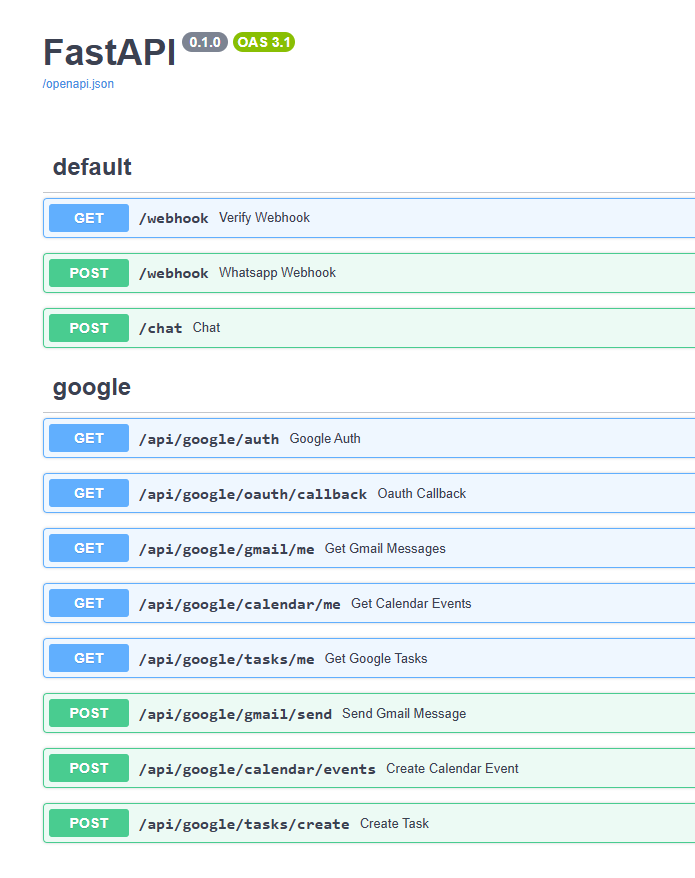 FastAPI 0.1.0 OAS 3.1
/openapi.json
default
GET /webhook Verify Webhook
POST /webhook Whatsapp Webhook
POST /chat Chat
google
GET /api/google/auth Google Auth
GET /api/google/oauth/callback Oauth Callback
GET /api/google/gmail/me Get Gmail Messages
GET /api/google/calendar/me Get Calendar Events
GET /api/google/tasks/me Get Google Tasks
POST /api/google/gmail/send Send Gmail Message
POST /api/google/calendar/events Create Calendar Event
POST /api/google/tasks/create Create Task